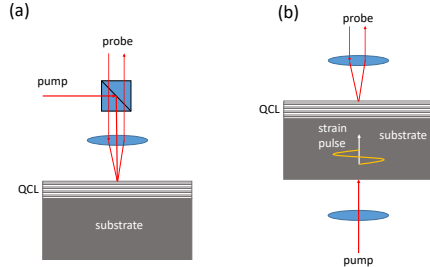 (a)
probe
pump
QCL
substrate
(b)
probe
QCL
strain
pulse
substrate
pump